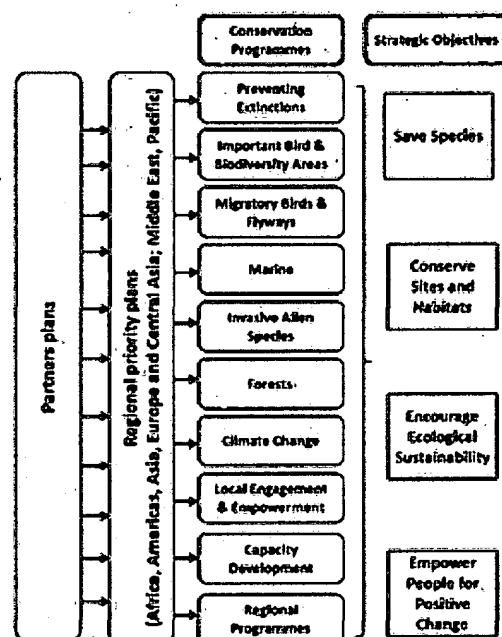 Conservation
Programmes
Strategic Objectives
Partners plans
Regional priority plans
(Africa, Americas, Asia, Europe and Central Asia; Middle East, Pacific)
Preventing
Extinctions
Important Bird &
Biodiversity Areas
Migratory Birds &
Flyways
Marine
Invasive Alien
Species
Forests
Climate Change
Local Engagement
& Empowerment
Capacity
Development
Regional
Programmes
Save Species
Conserve
Sites and
Habitats
Encourage
Ecological
Sustainability
Empower
People for
Positive
Change